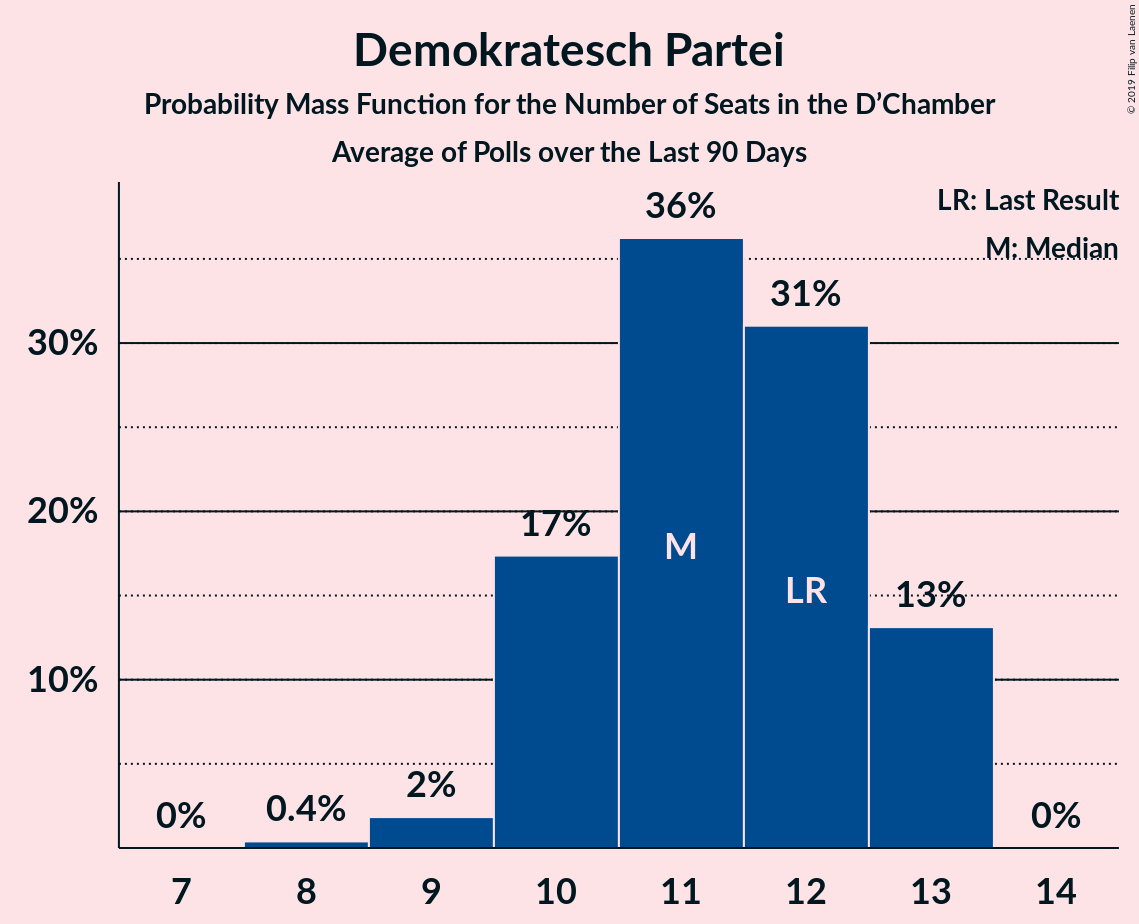 Demokratesch Partei
Probability Mass Function for the Number of Seats in the D’Chamber
Average of Polls over the Last 90 Days
© 2019 Filip van Laenen
LR: Last Result
M: Median
36%
31%
30%
20%
17%
M
LR
13%
10%
2%
0.4%
0%
0%
7 8 9 10 11 12 13 14